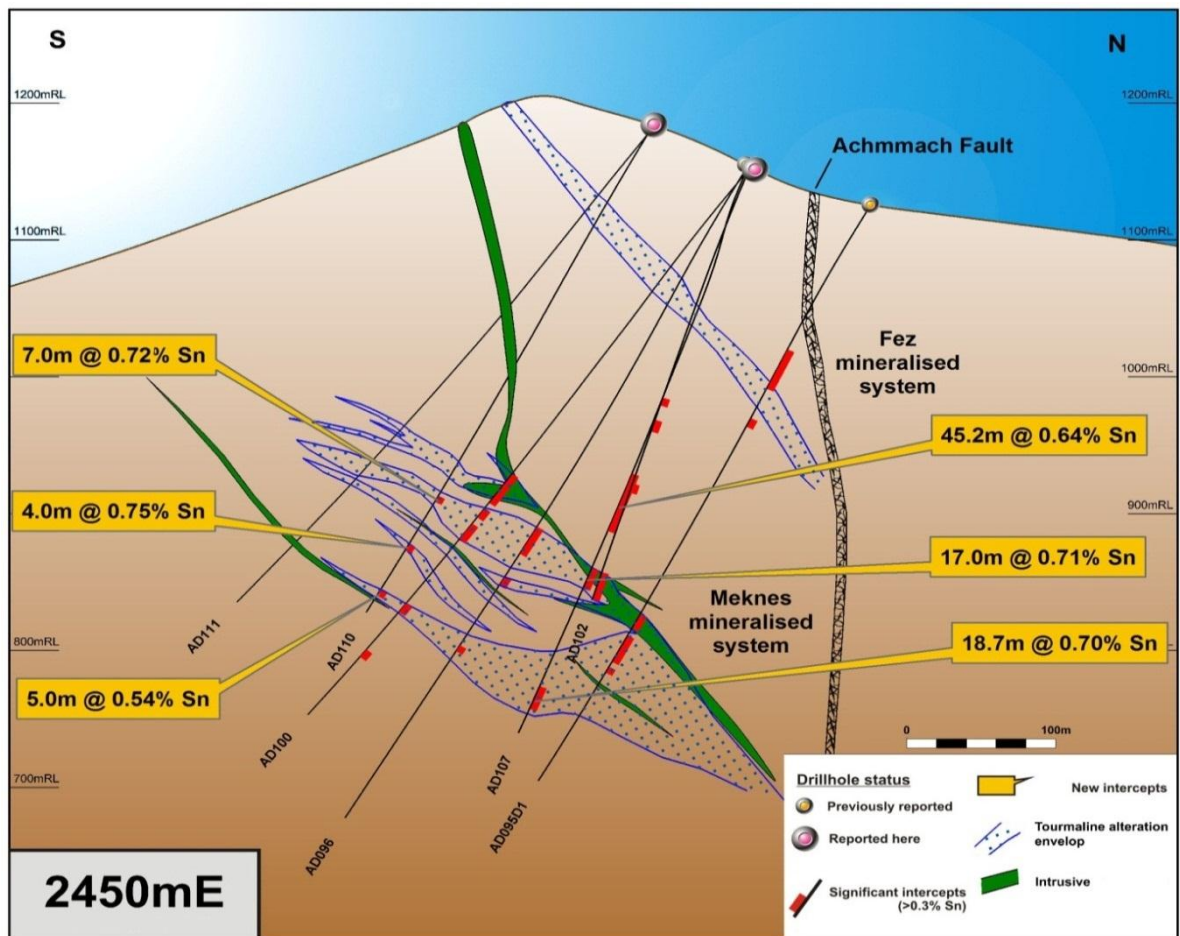 S
N
1200mRL
1200mRL
Achmmach Fault
1100mRL
1100mRL
Fez
mineralised
system
7.0m @ 0.72% Sn
1000mRL
45.2m @ 0.64% Sn
4.0m @ 0.75% Sn
900mRL
17.0m @ 0.71% Sn
Meknes
mineralised
system
AD111
AD110
AD102
800mRL
18.7m @ 0.70% Sn
5.0m @ 0.54% Sn
AD100
0
100m
700mRL
AD107
AD096
AD095D1
Drillhole status
Previously reported
Reported here
Significant intercepts
(>0.3% Sn)
New intercepts
Tourmaline alteration
envelop
Intrusive
2450mE